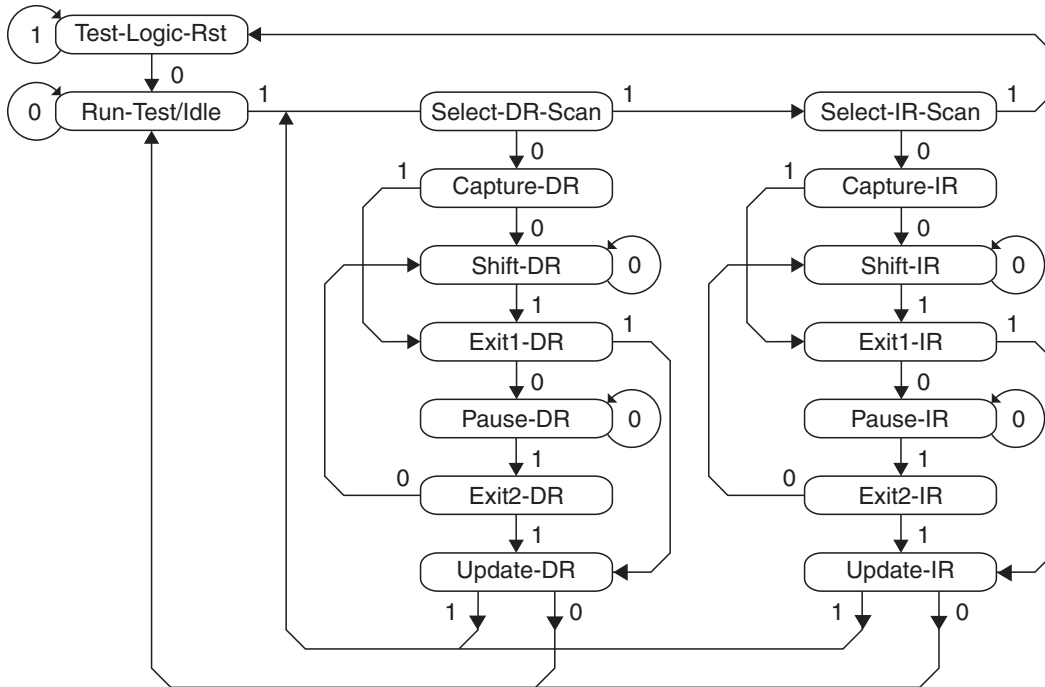 1 Test-Logic-Rst
0
0 Run-Test/Idle 1 Select-DR-Scan 1 Select-IR-Scan 1
0 0
1 Capture-DR 1 Capture-IR
0 0
Shift-DR 0 Shift-IR 0
1 1
Exit1-DR 1 Exit1-IR 1
0 0
Pause-DR 0 Pause-IR 0
1 1
0 Exit2-DR 0 Exit2-IR
1 1
Update-DR Update-IR
1 0 1 0